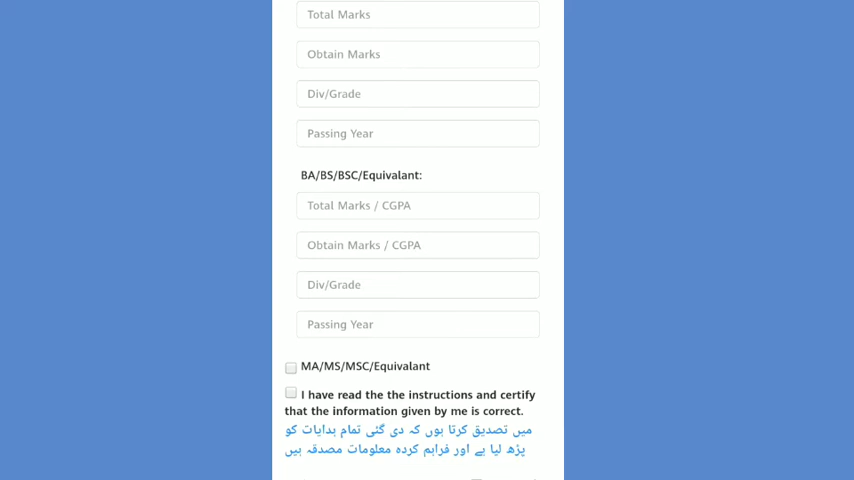 Total Marks
Obtain Marks
Div/Grade
Passing Year
BA/BS/BSC/Equivalant:
Total Marks / CGPA
Obtain Marks / CGPA
Div/Grade
Passing Year
MA/MS/MSC/Equivalant
I have read the the instructions and certify
that the information given by me is correct.
میں تصدیق کرتا ہوں کہ دی گئی تمام ہدایات کو
پڑھ لیا ہے اور فراہم کردہ معلومات مصدقہ ہیں